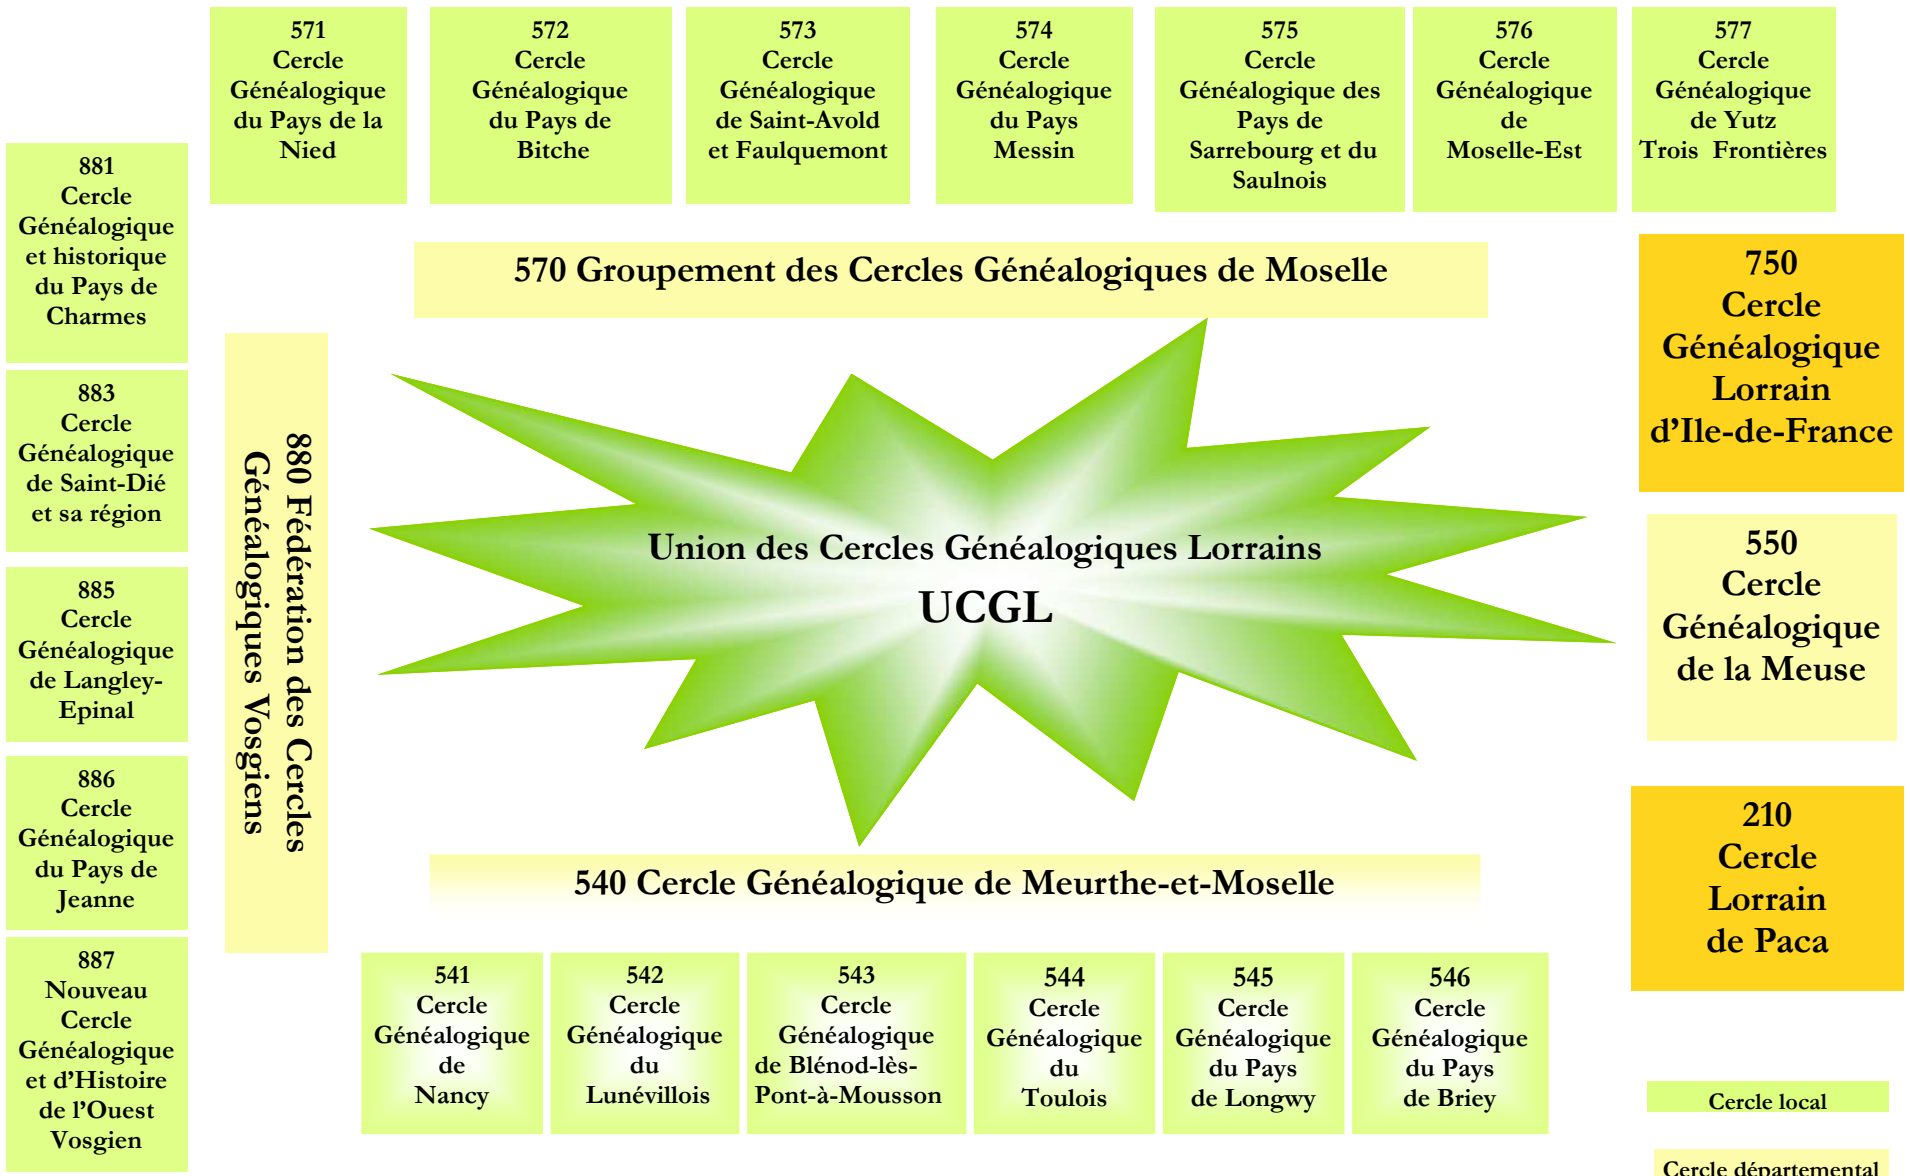 571
Cercle
Généalogique
du Pays de la
Nied
572
Cercle
Généalogique
du Pays de
Bitche
573
Cercle
Généalogique
de Saint-Avold
et Faulquemont
574
Cercle
Généalogique
du Pays
Messin
575
Cercle
Généalogique des
Pays de
Sarrebourg et du
Saulnois
576
Cercle
Généalogique
de
Moselle-Est
577
Cercle
Généalogique
de Yutz
Trois Frontières
881
Cercle
Généalogique
et historique
du Pays de
Charmes
883
Cercle
Généalogique
de Saint-Dié
et sa région
885
Cercle
Généalogique
de Langley-
Epinal
886
Cercle
Généalogique
du Pays de
Jeanne
887
Nouveau
Cercle
Généalogique
et d'Histoire
de l'Ouest
Vosgien
880 Fédération des Cercles
Généalogiques Vosgiens
570 Groupement des Cercles Généalogiques de Moselle
Union des Cercles Généalogiques Lorrains
UCGL
540 Cercle Généalogique de Meurthe-et-Moselle
541
Cercle
Généalogique
de
Nancy
542
Cercle
Généalogique
du
Lunévillois
543
Cercle
Généalogique
de Blénod-lès-
Pont-à-Mousson
544
Cercle
Généalogique
du
Toulois
545
Cercle
Généalogique
du Pays
de Longwy
546
Cercle
Généalogique
du Pays
de Briey
750
Cercle
Généalogique
Lorrain
d'Ile-de-France
550
Cercle
Généalogique
de la Meuse
210
Cercle
Lorrain
de Paca
Cercle local
Cercle départemental